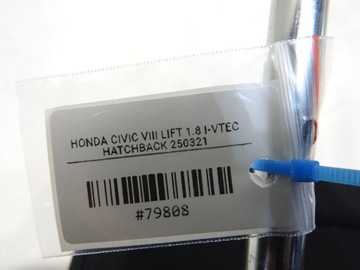 HONDA CIVIC VIII LIFT 1.8 I-VTEC
HATCHBACK 250321
#79808